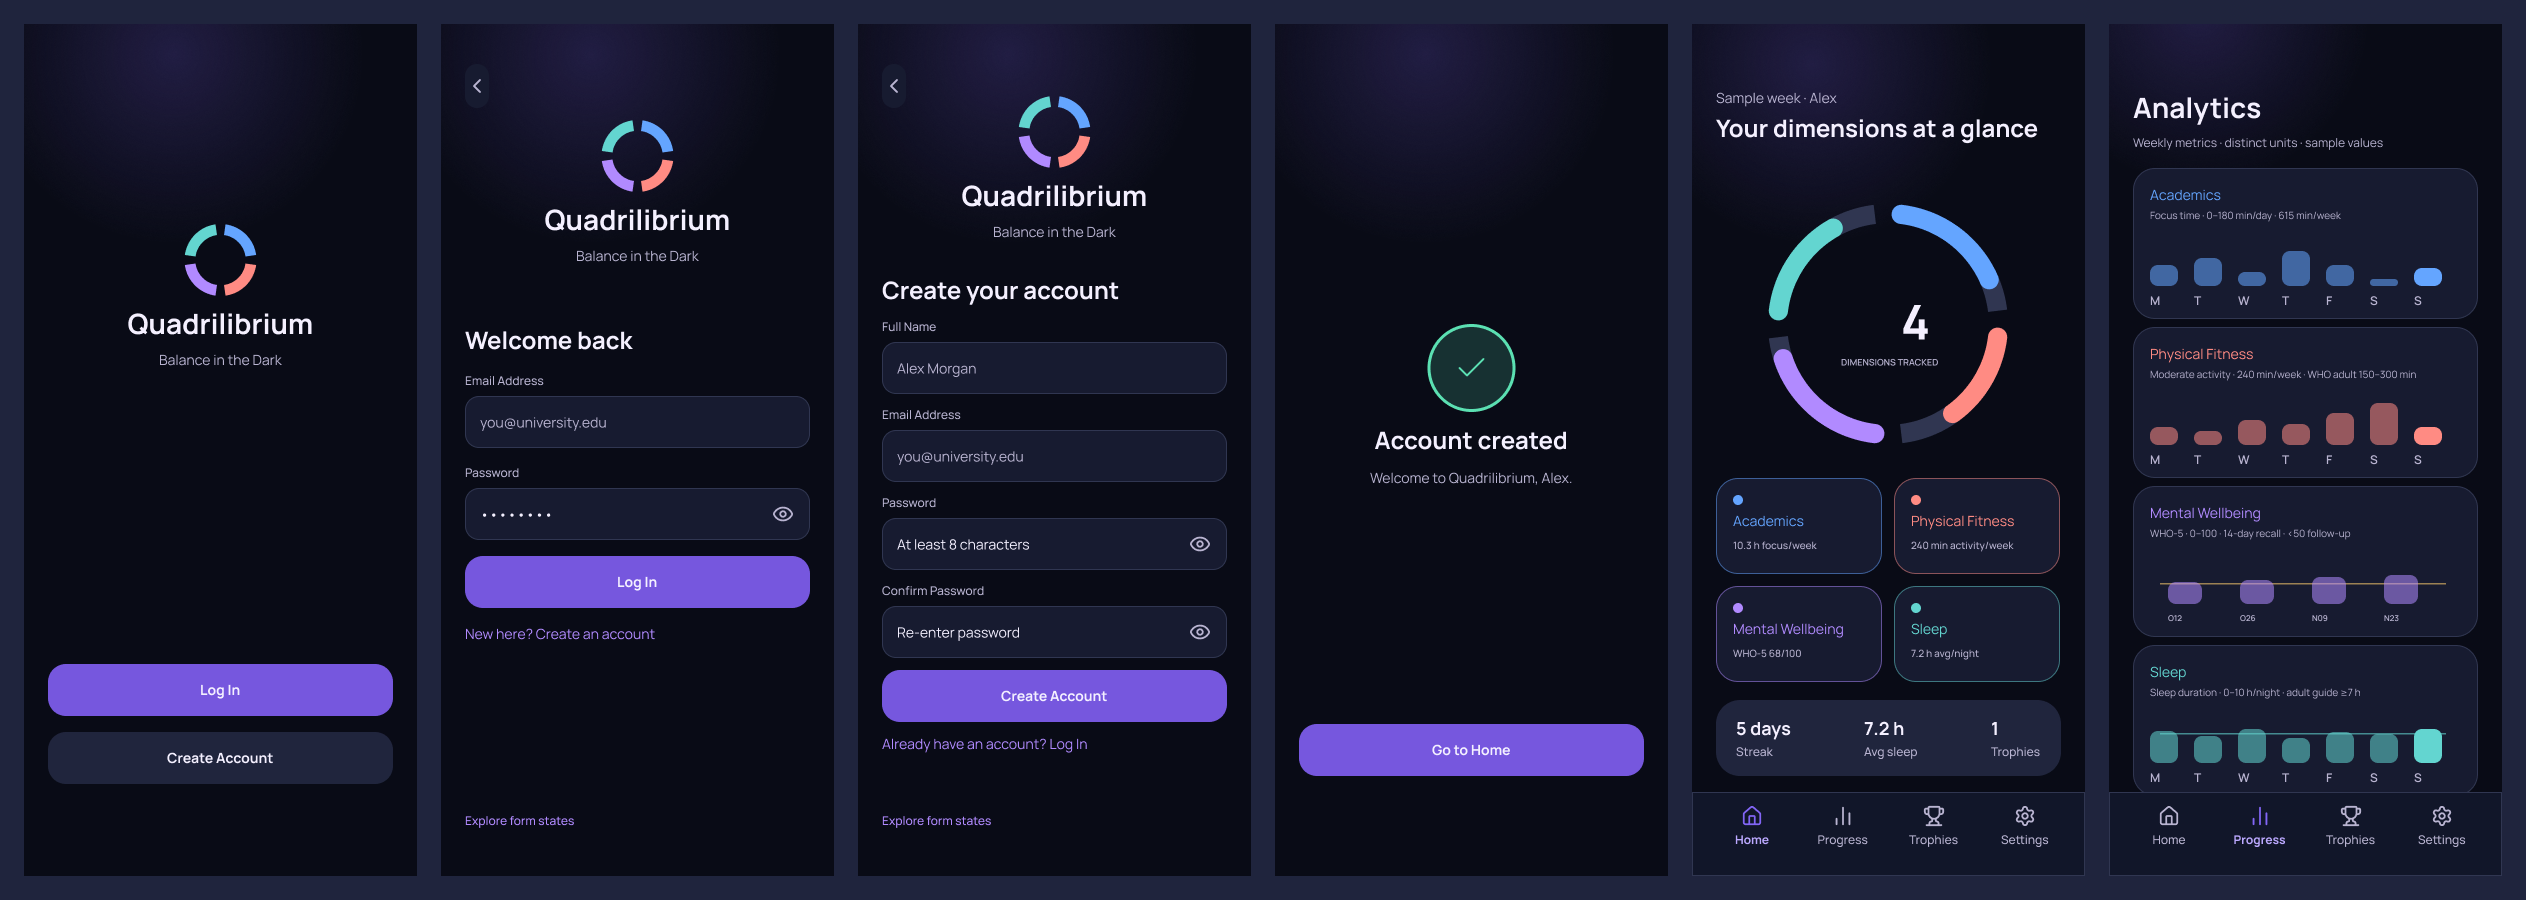 Quadrilibrium
Balance in the Dark
Log In
Create Account
Quadrilibrium
Balance in the Dark
Welcome back
Email Address
you@university.edu
Password
••••••••
Log In
New here? Create an account
Explore form states
Quadrilibrium
Balance in the Dark
Create your account
Full Name
Alex Morgan
Email Address
you@university.edu
Password
At least 8 characters
Confirm Password
Re-enter password
Create Account
Already have an account? Log In
Explore form states
Account created
Welcome to Quadrilibrium, Alex.
Go to Home
Sample week · Alex
Your dimensions at a glance
4
DIMENSIONS TRACKED
Academics
10.3 h focus/week
Physical Fitness
240 min activity/week
Mental Wellbeing
WHO-5 68/100
Sleep
7.2 h avg/night
5 days
Streak
7.2 h
Avg sleep
1
Trophies
Home
Progress
Trophies
Settings
Analytics
Weekly metrics · distinct units · sample values
Academics
Focus time · 0–180 min/day · 615 min/week
M T W T F S S
Physical Fitness
Moderate activity · 240 min/week · WHO adult 150–300 min
M T W T F S S
Mental Wellbeing
WHO-5 · 0–100 · 14-day recall · <50 follow-up
O12 O26 N09 N23
Sleep
Sleep duration · 0–10 h/night · adult guide ≥7 h
M T W T F S S
Home
Progress
Trophies
Settings